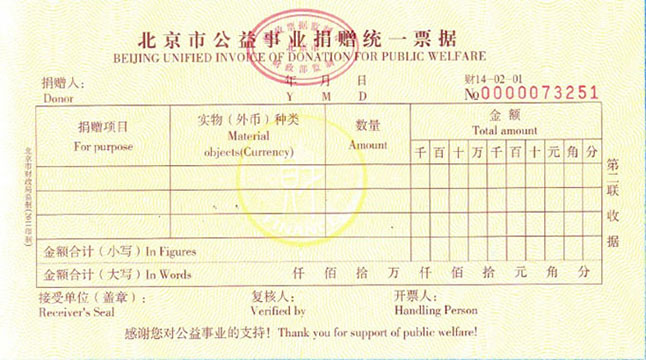 北京市公益事业捐赠统一票据
BEIJING UNIFIED INVOICE OF DONATION FOR PUBLIC WELFARE
捐赠人： 年 月 日 财14-02-01
Donor Y M D No0000073251
捐赠项目 实物（外币）种类 数量 金额
For purpose Material objects(Currency) Amount Total amount
千 百 十 万 千 百 十 元 角 分
金额合计（小写）In Figures
金额合计（大写）In Words 仟 佰 拾 万 仟 佰 拾 元 角 分
接受单位（盖章）： 复核人： 开票人：
Receiver's Seal Verified by Handling Person
感谢您对公益事业的支持！Thank you for support of public welfare!
第二联 收据